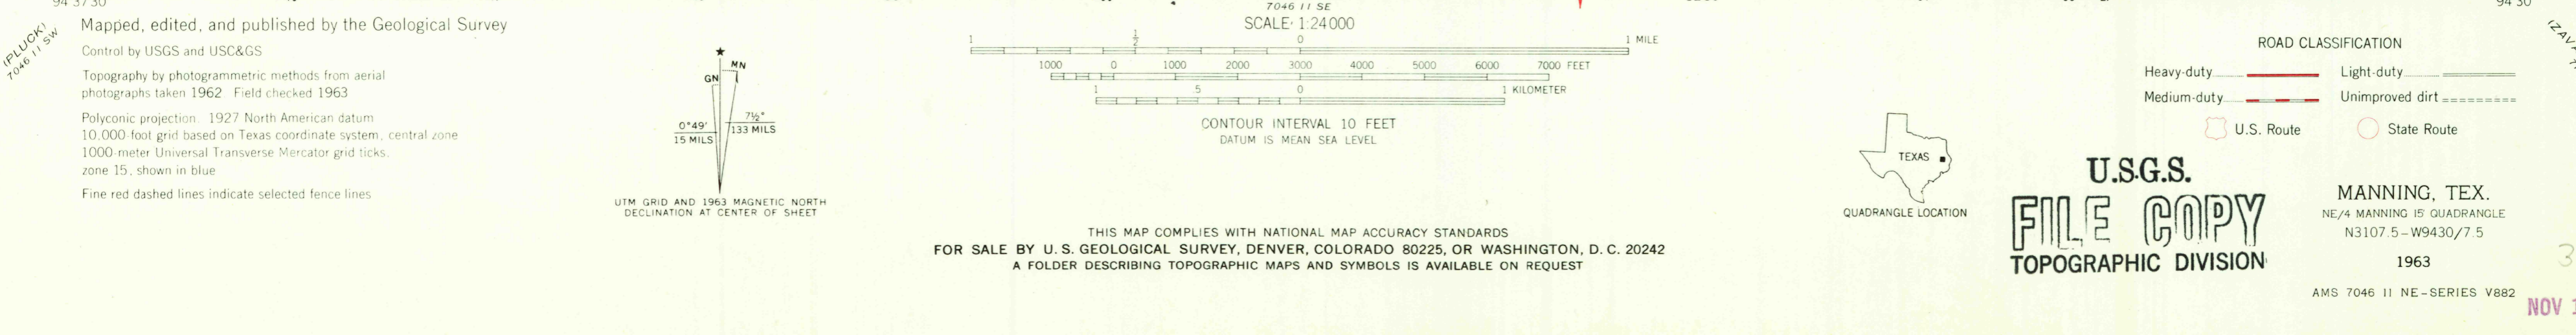 94°37'30"
(PLUCK)
7046 II SW
Mapped, edited, and published by the Geological Survey
Control by USGS and USC&GS
Topography by photogrammetric methods from aerial
photographs taken 1962. Field checked 1963
Polyconic projection. 1927 North American datum
10,000-foot grid based on Texas coordinate system, central zone
1000-meter Universal Transverse Mercator grid ticks,
zone 15, shown in blue
Fine red dashed lines indicate selected fence lines
★
MN
GN
0°49'
15 MILS
7½°
133 MILS
UTM GRID AND 1963 MAGNETIC NORTH
DECLINATION AT CENTER OF SHEET
7046 II SE
SCALE 1:24000
1 ½ 0 1 MILE
1000 0 1000 2000 3000 4000 5000 6000 7000 FEET
1 .5 0 1 KILOMETER
CONTOUR INTERVAL 10 FEET
DATUM IS MEAN SEA LEVEL
THIS MAP COMPLIES WITH NATIONAL MAP ACCURACY STANDARDS
FOR SALE BY U. S. GEOLOGICAL SURVEY, DENVER, COLORADO 80225, OR WASHINGTON, D. C. 20242
A FOLDER DESCRIBING TOPOGRAPHIC MAPS AND SYMBOLS IS AVAILABLE ON REQUEST
TEXAS
QUADRANGLE LOCATION
94°30'
ROAD CLASSIFICATION
Heavy-duty Light-duty
Medium-duty Unimproved dirt
U.S. Route State Route
U.S.G.S.
FILE COPY
TOPOGRAPHIC DIVISION
MANNING, TEX.
NE/4 MANNING 15' QUADRANGLE
N3107.5–W9430/7.5
1963
AMS 7046 II NE–SERIES V882
NOV